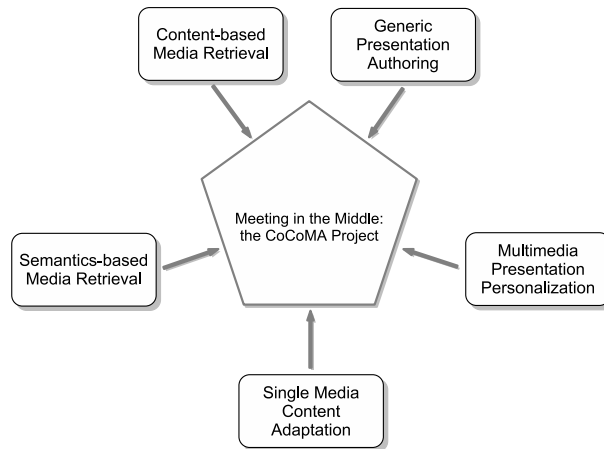 Content-based
Media Retrieval
Generic
Presentation
Authoring
Meeting in the Middle:
the CoCoMA Project
Semantics-based
Media Retrieval
Multimedia
Presentation
Personalization
Single Media
Content
Adaptation